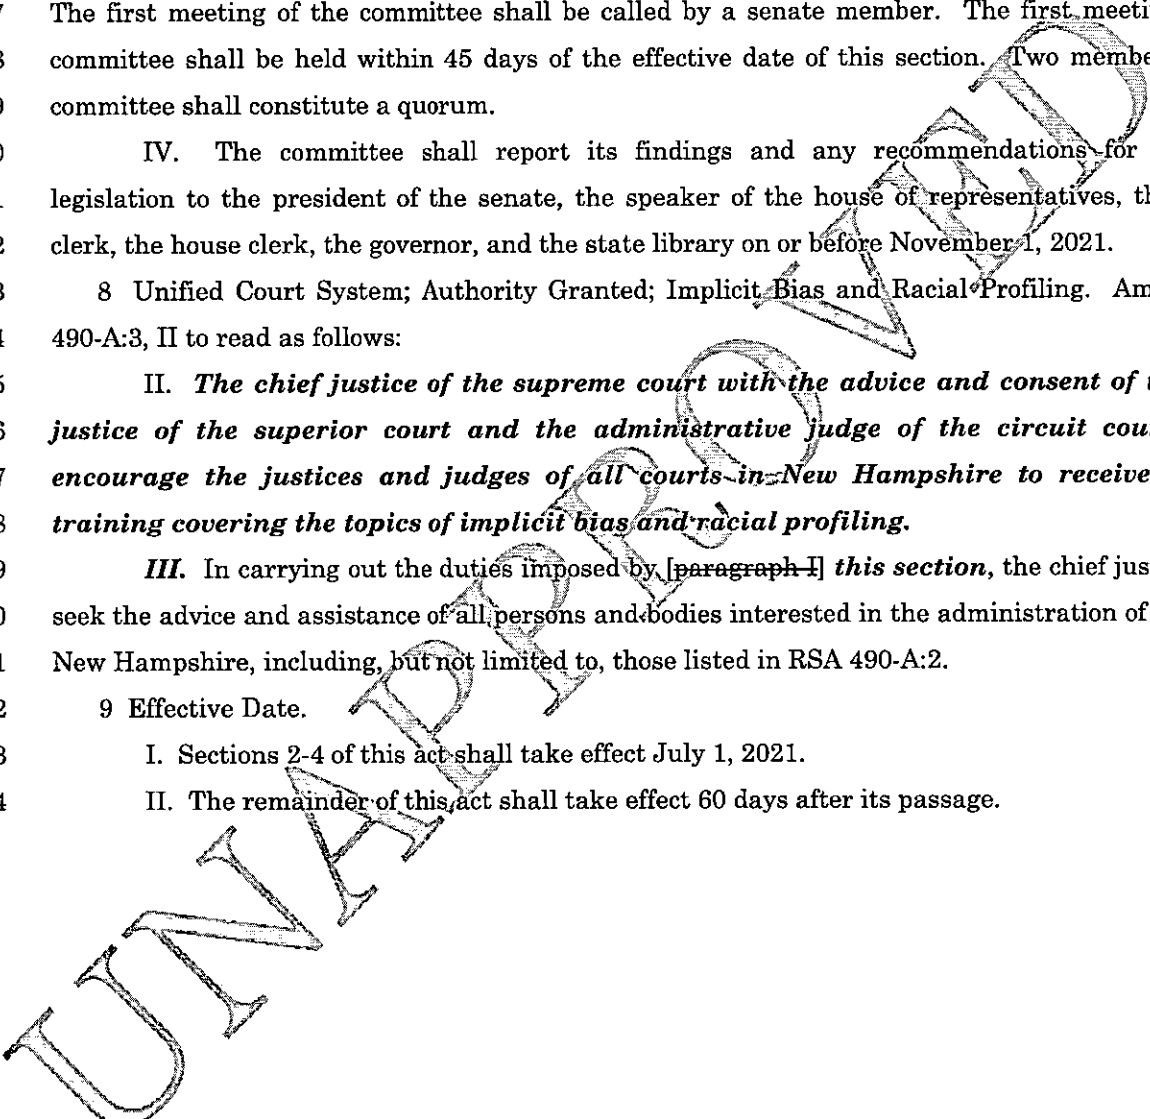 The first meeting of the committee shall be called by a senate member. The first meeti
committee shall be held within 45 days of the effective date of this section. Two membe
committee shall constitute a quorum.
IV. The committee shall report its findings and any recommendations for
legislation to the president of the senate, the speaker of the house of representatives, th
clerk, the house clerk, the governor, and the state library on or before November 1, 2021.
8 Unified Court System; Authority Granted; Implicit Bias and Racial Profiling. Am
490-A:3, II to read as follows:
II. The chief justice of the supreme court with the advice and consent of t
justice of the superior court and the administrative judge of the circuit cour
encourage the justices and judges of all courts in New Hampshire to receive
training covering the topics of implicit bias and racial profiling.
III. In carrying out the duties imposed by [paragraph I] this section, the chief jus
seek the advice and assistance of all persons and bodies interested in the administration of
New Hampshire, including, but not limited to, those listed in RSA 490-A:2.
9 Effective Date.
I. Sections 2-4 of this act shall take effect July 1, 2021.
II. The remainder of this act shall take effect 60 days after its passage.
UNAPPROVED